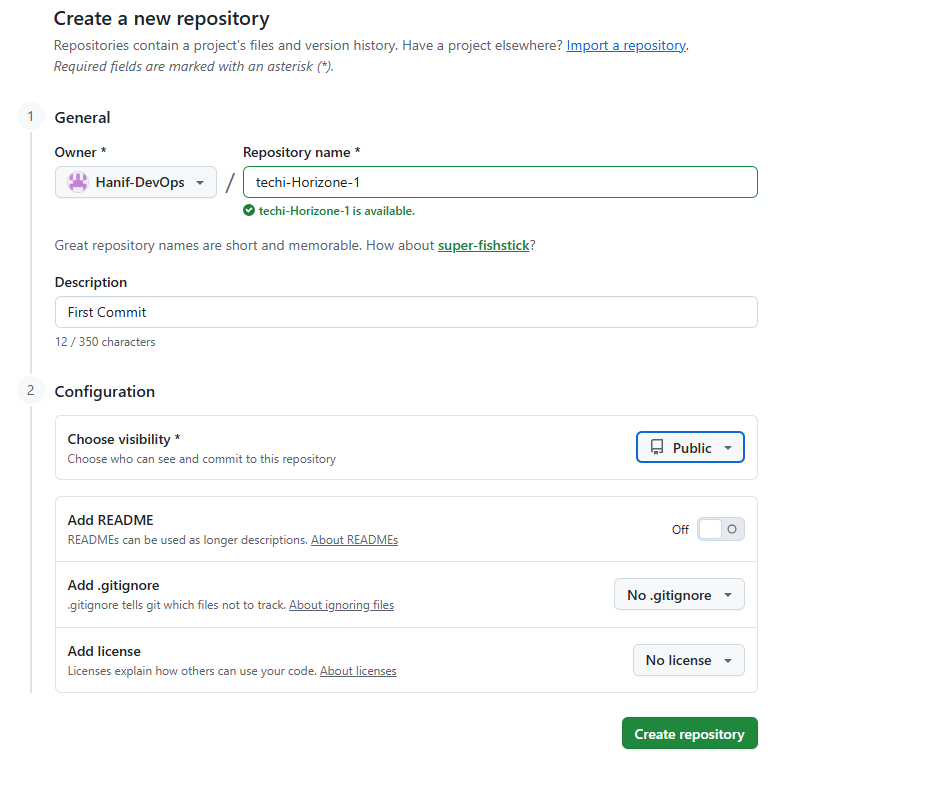 Create a new repository
Repositories contain a project's files and version history. Have a project elsewhere? Import a repository.
Required fields are marked with an asterisk (*).
1 General
Owner * Repository name *
Hanif-DevOps / techi-Horizone-1
techi-Horizone-1 is available.
Great repository names are short and memorable. How about super-fishstick?
Description
First Commit
12 / 350 characters
2 Configuration
Choose visibility *
Choose who can see and commit to this repository
Public
Add README
READMEs can be used as longer descriptions. About READMEs
Off
Add .gitignore
.gitignore tells git which files not to track. About ignoring files
No .gitignore
Add license
Licenses explain how others can use your code. About licenses
No license
Create repository